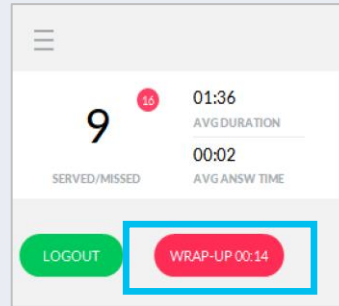 16
9
SERVED/MISSED
01:36
AVG DURATION
00:02
AVG ANSW TIME
LOGOUT
WRAP-UP 00:14